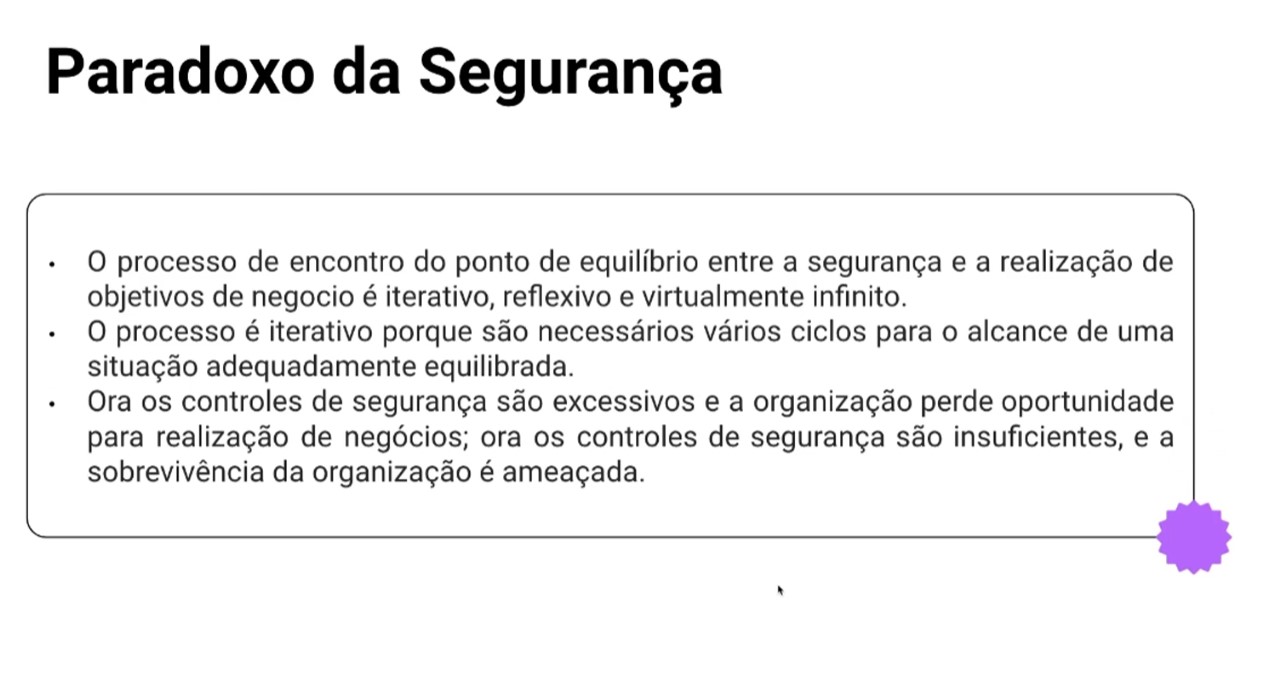 Paradoxo da Segurança
• O processo de encontro do ponto de equilíbrio entre a segurança e a realização de
objetivos de negocio é iterativo, reflexivo e virtualmente infinito.
• O processo é iterativo porque são necessários vários ciclos para o alcance de uma
situação adequadamente equilibrada.
• Ora os controles de segurança são excessivos e a organização perde oportunidade
para realização de negócios; ora os controles de segurança são insuficientes, e a
sobrevivência da organização é ameaçada.